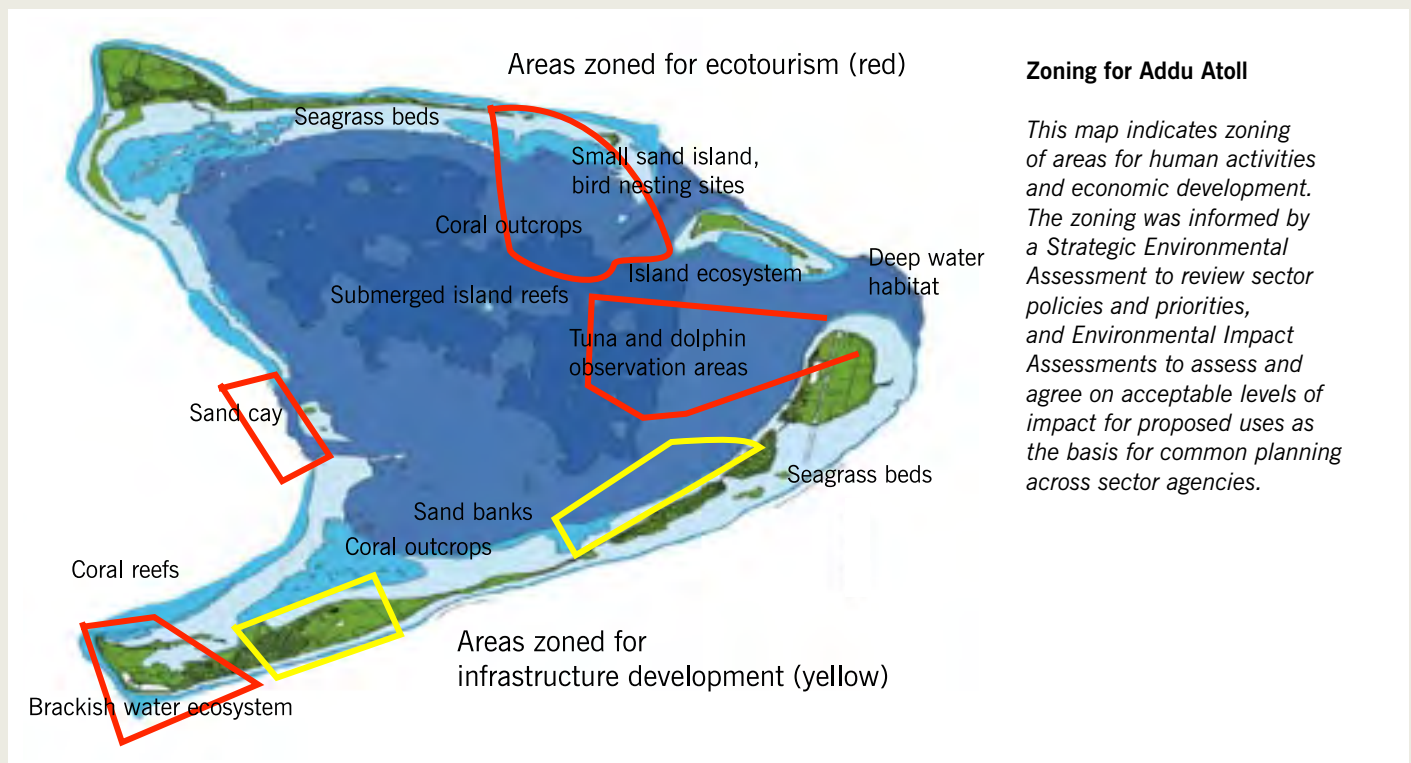 Areas zoned for ecotourism (red)
Seagrass beds
Small sand island,
bird nesting sites
Coral outcrops
Island ecosystem
Deep water
habitat
Submerged island reefs
Tuna and dolphin
observation areas
Sand cay
Seagrass beds
Sand banks
Coral outcrops
Coral reefs
Areas zoned for
infrastructure development (yellow)
Brackish water ecosystem
Zoning for Addu Atoll
This map indicates zoning
of areas for human activities
and economic development.
The zoning was informed by
a Strategic Environmental
Assessment to review sector
policies and priorities,
and Environmental Impact
Assessments to assess and
agree on acceptable levels of
impact for proposed uses as
the basis for common planning
across sector agencies.